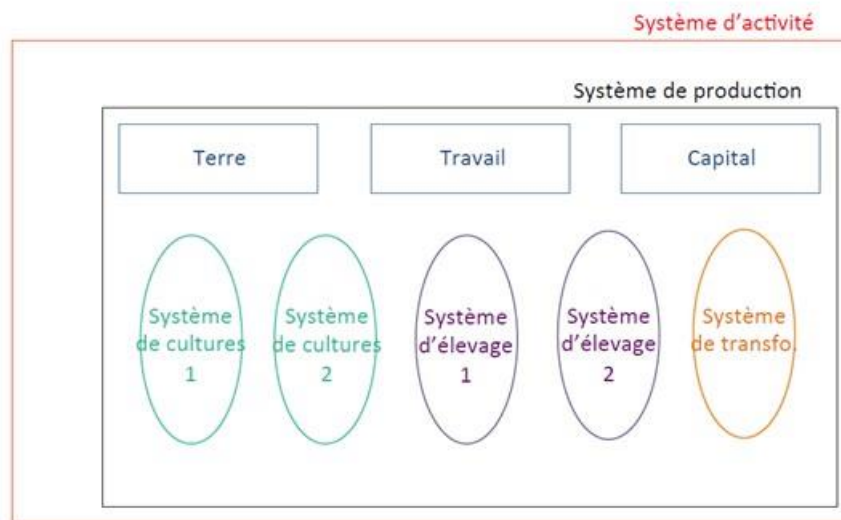 Système d'activité
Système de production
Terre
Travail
Capital
Système
de cultures
1
Système
de cultures
2
Système
d'élevage
1
Système
d'élevage
2
Système
de transfo.